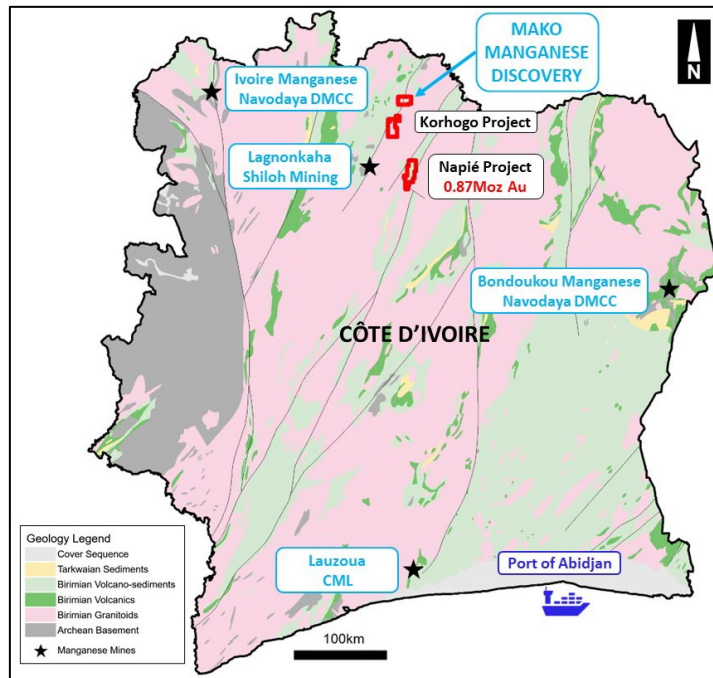 MAKO
MANGANESE
DISCOVERY
N
Ivoire Manganese
Navodaya DMCC
Korhogo Project
Lagnonkaha
Shiloh Mining
Napié Project
0.87Moz Au
Bondoukou Manganese
Navodaya DMCC
CÔTE D'IVOIRE
Geology Legend
Cover Sequence
Tarkwaian Sediments
Birimian Volcano-sediments
Birimian Volcanics
Birimian Granitoids
Archean Basement
Manganese Mines
Lauzoua
CML
Port of Abidjan
100km